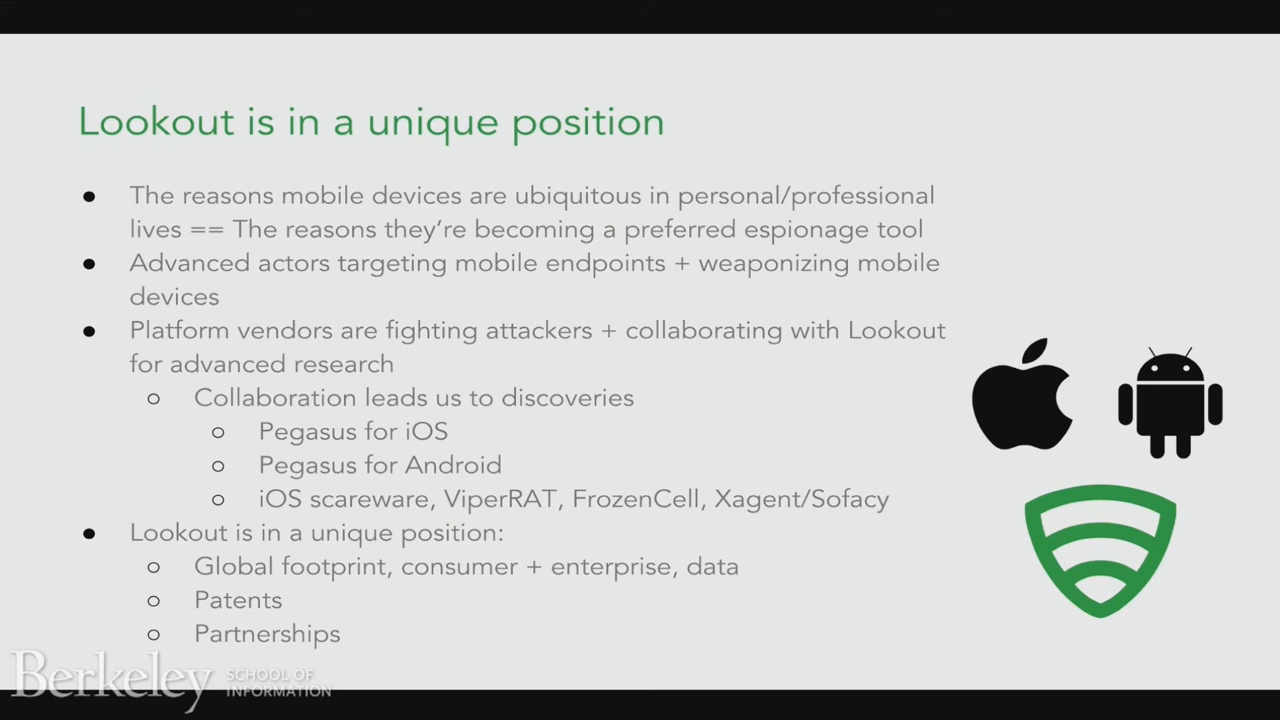 Lookout is in a unique position
● The reasons mobile devices are ubiquitous in personal/professional
lives == The reasons they’re becoming a preferred espionage tool
● Advanced actors targeting mobile endpoints + weaponizing mobile
devices
● Platform vendors are fighting attackers + collaborating with Lookout
for advanced research
○ Collaboration leads us to discoveries
○ Pegasus for iOS
○ Pegasus for Android
○ iOS scareware, ViperRAT, FrozenCell, Xagent/Sofacy
● Lookout is in a unique position:
○ Global footprint, consumer + enterprise, data
○ Patents
○ Partnerships
Berkeley SCHOOL OF
INFORMATION